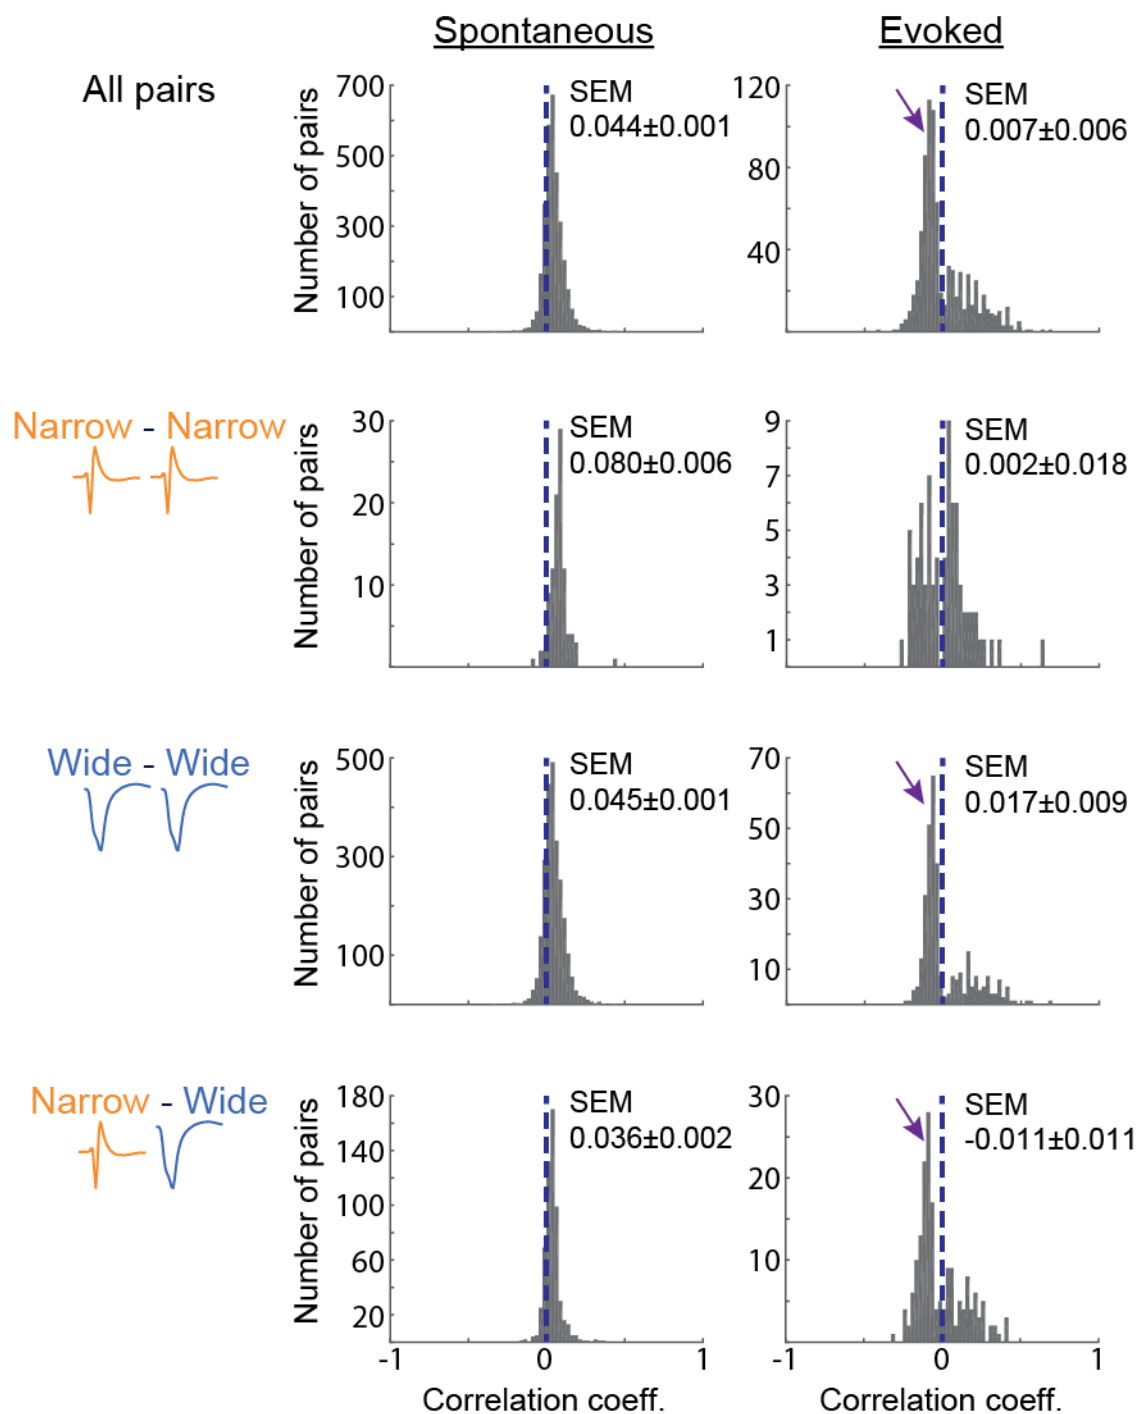 Spontaneous
Evoked
All pairs
Number of pairs
700
500
300
100
SEM
0.044±0.001
120
80
40
SEM
0.007±0.006
Narrow - Narrow
Number of pairs
30
20
10
SEM
0.080±0.006
9
7
5
3
1
SEM
0.002±0.018
Wide - Wide
Number of pairs
500
300
100
SEM
0.045±0.001
70
50
30
10
SEM
0.017±0.009
Narrow - Wide
Number of pairs
180
140
100
60
20
SEM
0.036±0.002
30
20
10
SEM
-0.011±0.011
-1 0 1
-1 0 1
Correlation coeff.
Correlation coeff.